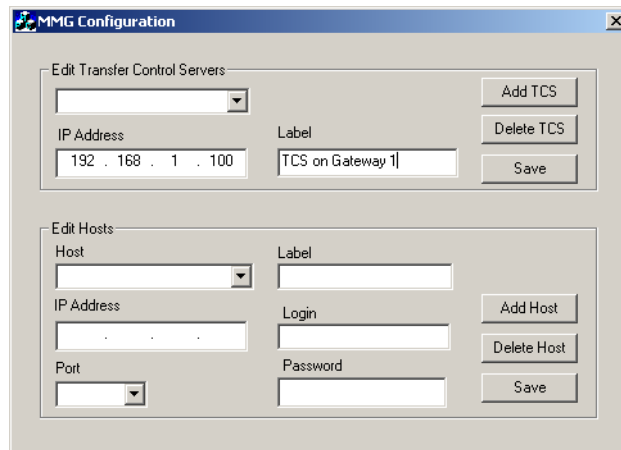 MMG Configuration
Edit Transfer Control Servers
Add TCS
IP Address
Label
Delete TCS
192 . 168 . 1 . 100
TCS on Gateway 1
Save
Edit Hosts
Host
Label
IP Address
Login
Add Host
. . .
Delete Host
Port
Password
Save